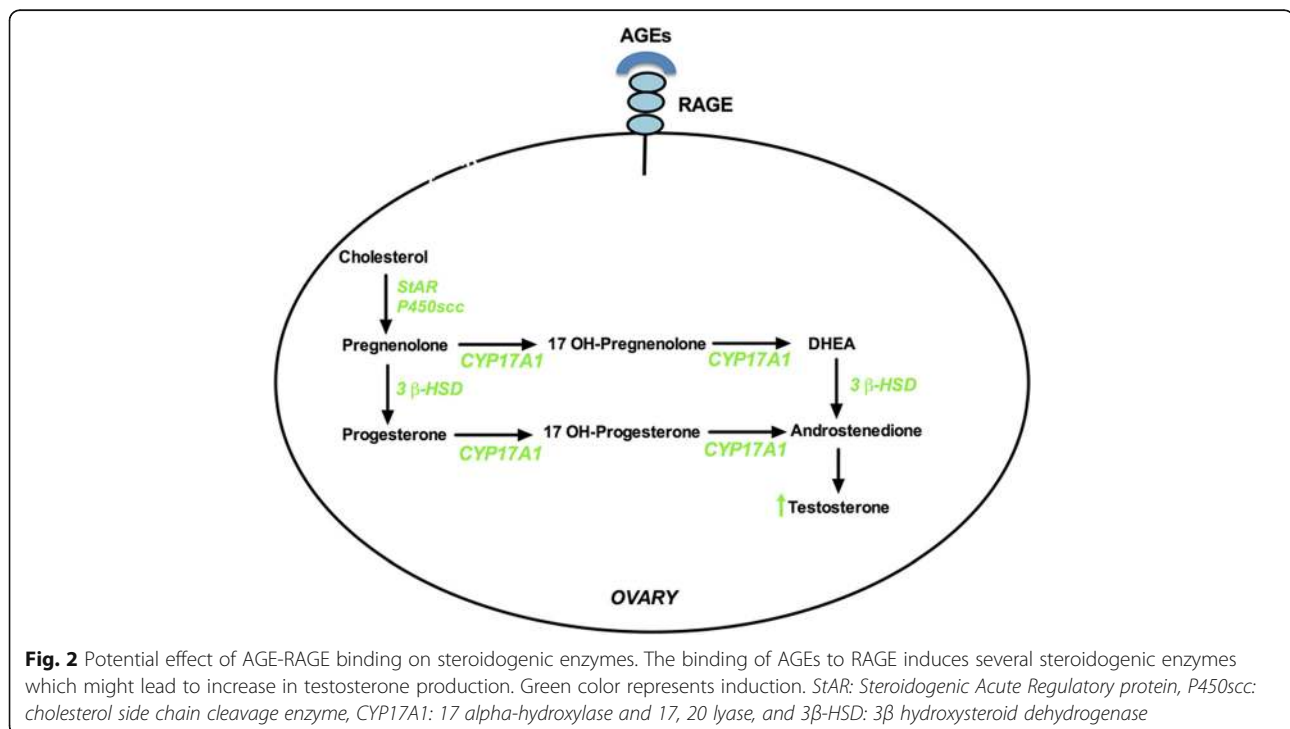 AGEs
RAGE
Cholesterol
StAR
P450scc
Pregnenolone
CYP17A1
17 OH-Pregnenolone
CYP17A1
DHEA
3 β-HSD
3 β-HSD
Progesterone
CYP17A1
17 OH-Progesterone
CYP17A1
Androstenedione
Testosterone
OVARY
Fig. 2 Potential effect of AGE-RAGE binding on steroidogenic enzymes. The binding of AGEs to RAGE induces several steroidogenic enzymes
which might lead to increase in testosterone production. Green color represents induction. StAR: Steroidogenic Acute Regulatory protein, P450scc:
cholesterol side chain cleavage enzyme, CYP17A1: 17 alpha-hydroxylase and 17, 20 lyase, and 3β-HSD: 3β hydroxysteroid dehydrogenase